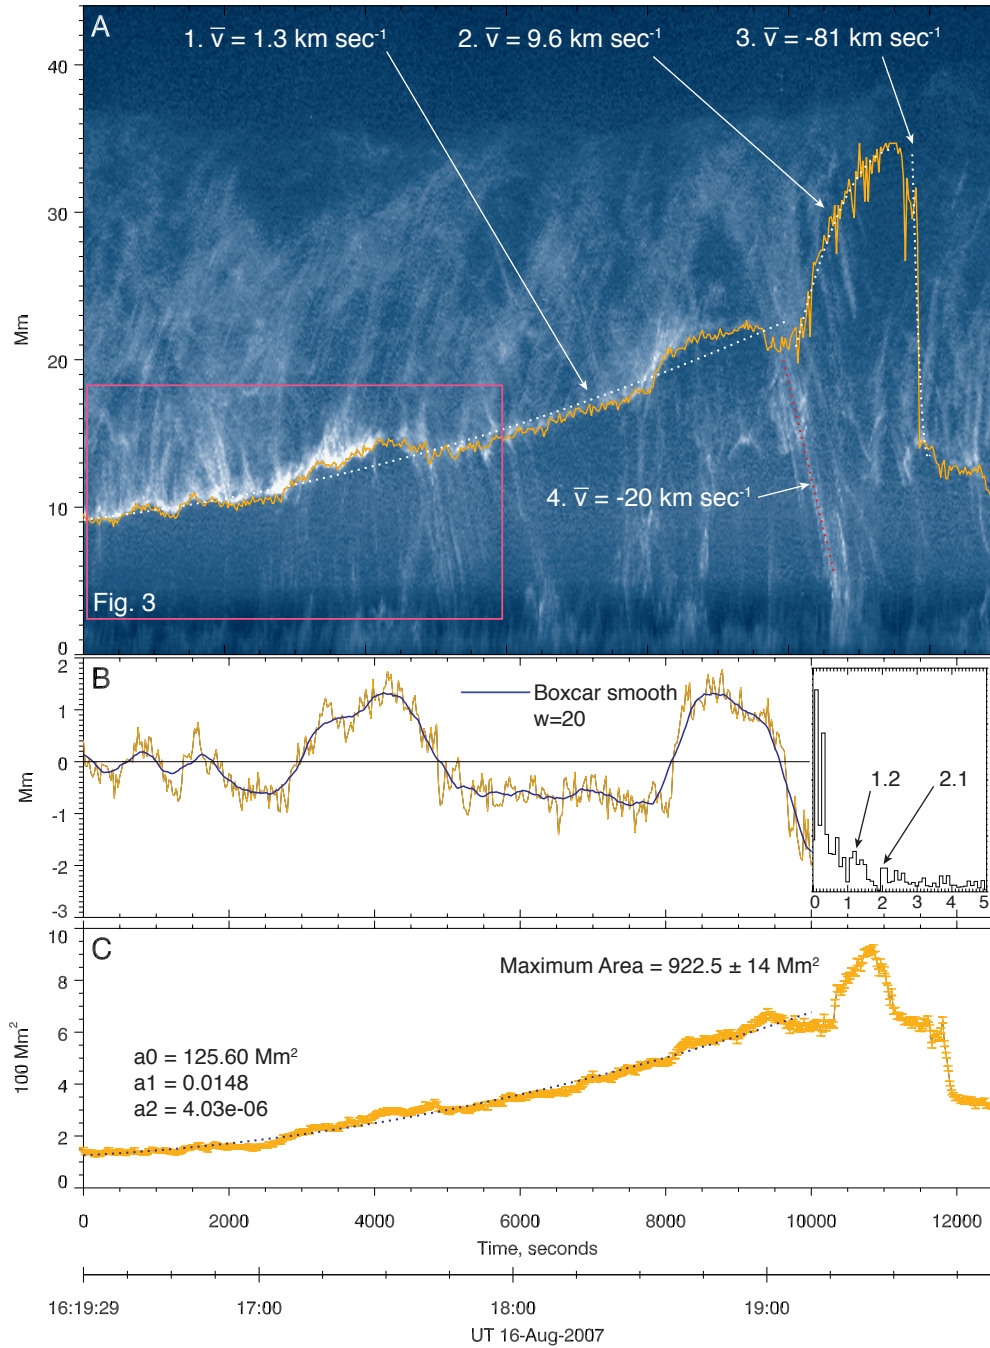 A
1. v̅ = 1.3 km sec⁻¹
2. v̅ = 9.6 km sec⁻¹
3. v̅ = -81 km sec⁻¹
40
30
20
10
0
Mm
4. v̅ = -20 km sec⁻¹
Fig. 3
B
2
1
0
-1
-2
-3
Mm
Boxcar smooth
w=20
1.2
2.1
0 1 2 3 4 5
C
10
8
6
4
2
0
100 Mm²
Maximum Area = 922.5 ± 14 Mm²
a0 = 125.60 Mm²
a1 = 0.0148
a2 = 4.03e-06
0 2000 4000 6000 8000 10000 12000
Time, seconds
16:19:29 17:00 18:00 19:00
UT 16-Aug-2007